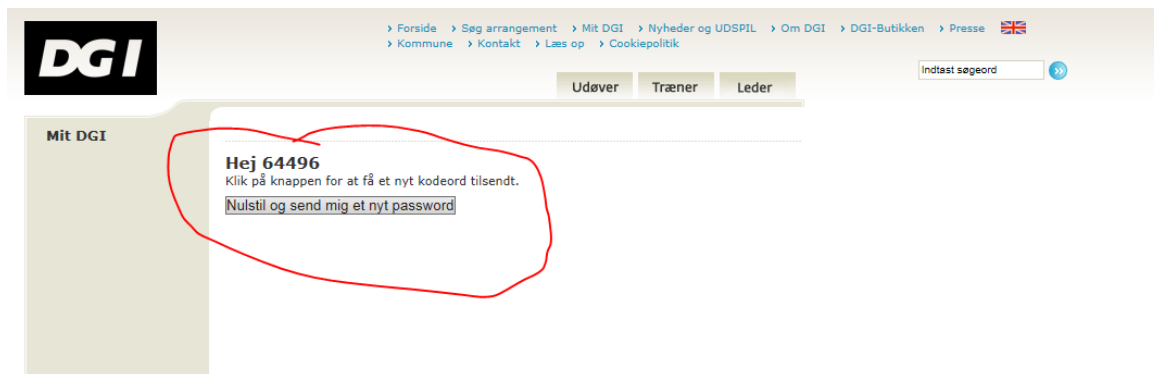 DGI
› Forside › Søg arrangement › Mit DGI › Nyheder og UDSPIL › Om DGI › DGI-Butikken › Presse
› Kommune › Kontakt › Læs op › Cookiepolitik
Indtast søgeord
Udøver Træner Leder
Mit DGI
Hej 64496
Klik på knappen for at få et nyt kodeord tilsendt.
Nulstil og send mig et nyt password